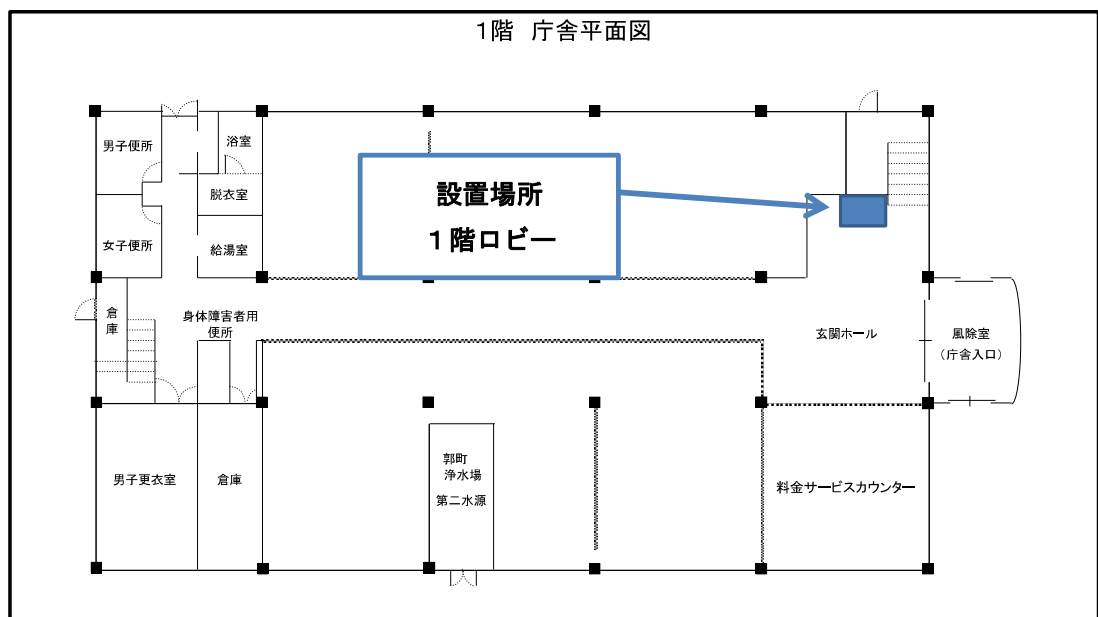 1階 庁舎平面図
男子便所
浴室
脱衣室
女子便所
給湯室
設置場所
１階ロビー
倉
庫
身体障害者用
便所
玄関ホール
風除室
（庁舎入口）
男子更衣室
倉庫
郭町
浄水場
第二水源
料金サービスカウンター